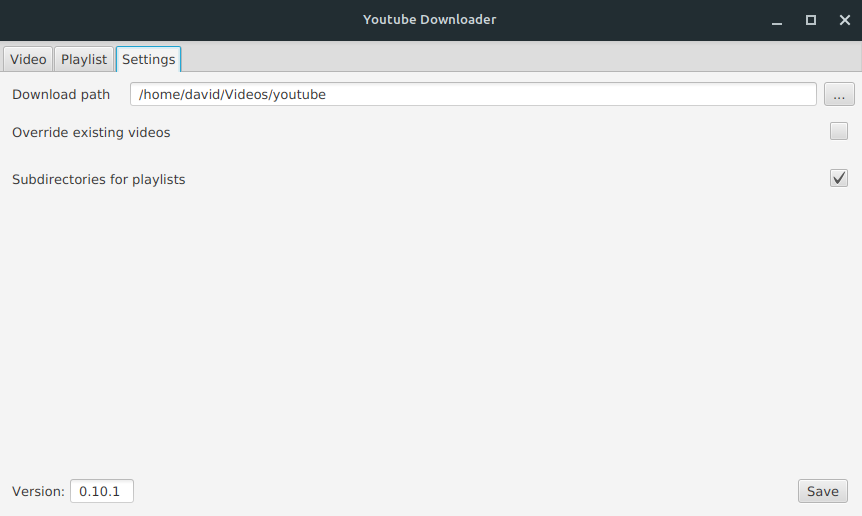 Youtube Downloader
Video Playlist Settings
Download path /home/david/Videos/youtube ...
Override existing videos
Subdirectories for playlists
Version: 0.10.1 Save